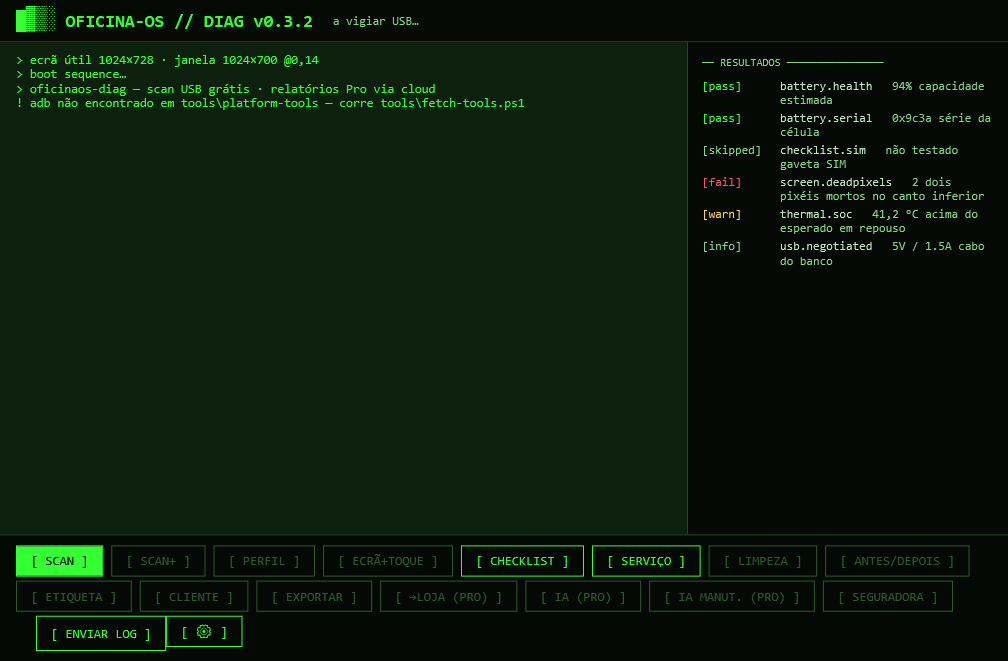 OFICINA-OS // DIAG v0.3.2 a vigiar USB…
> ecrã útil 1024×728 · janela 1024×700 @0,14
> boot sequence…
> oficinaos-diag — scan USB grátis · relatórios Pro via cloud
! adb não encontrado em tools\platform-tools — corre tools\fetch-tools.ps1
── RESULTADOS ────────────────
[pass] battery.health 94% capacidade
estimada
[pass] battery.serial 0x9c3a série da
célula
[skipped] checklist.sim não testado
gaveta SIM
[fail] screen.deadpixels 2 dois
pixéis mortos no canto inferior
[warn] thermal.soc 41,2 °C acima do
esperado em repouso
[info] usb.negotiated 5V / 1.5A cabo
do banco
[ SCAN ] [ SCAN+ ] [ PERFIL ] [ ECRÃ+TOQUE ] [ CHECKLIST ] [ SERVIÇO ] [ LIMPEZA ] [ ANTES/DEPOIS ]
[ ETIQUETA ] [ CLIENTE ] [ EXPORTAR ] [ →LOJA (PRO) ] [ IA (PRO) ] [ IA MANUT. (PRO) ] [ SEGURADORA ]
[ ENVIAR LOG ] [ ⚙ ]